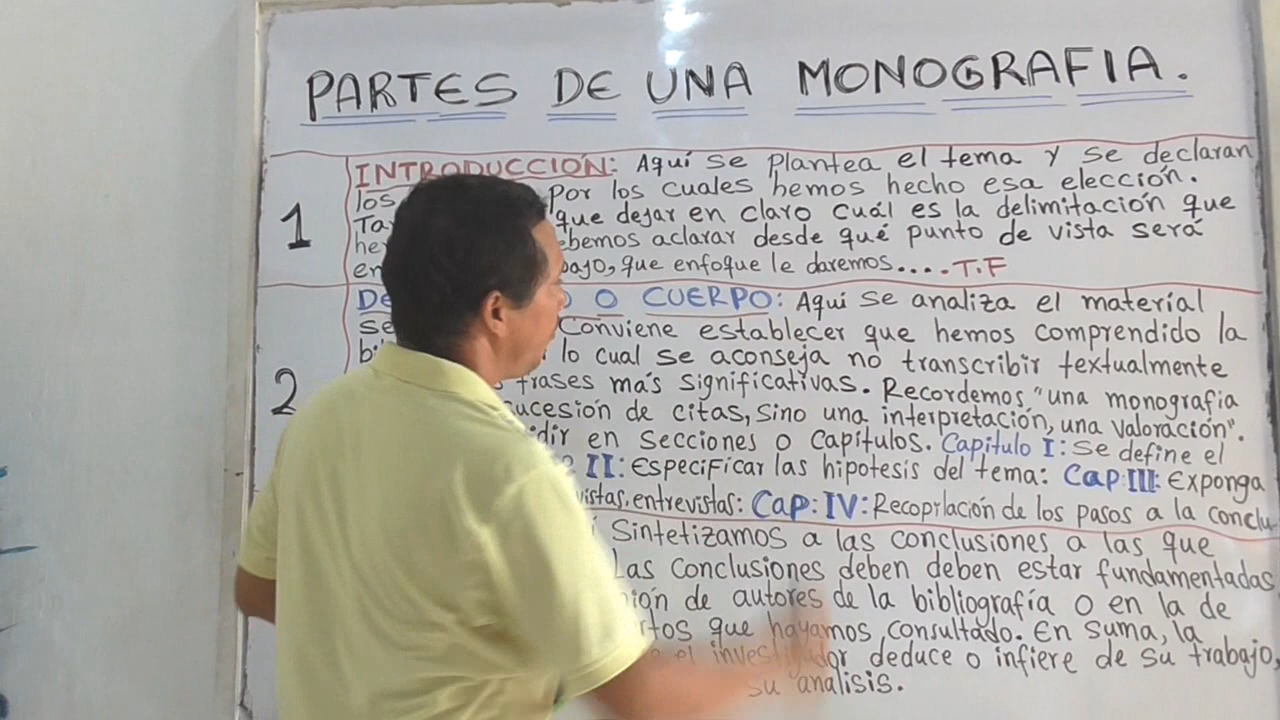 PARTES DE UNA MONOGRAFIA.
1 INTRODUCCIÓN: Aquí se plantea el tema y se declaran
los por los cuales hemos hecho esa elección.
que dejar en claro cuál es la delimitación que
aclarar desde qué punto de vista será
que enfoque le daremos.... T.F
O CUERPO: Aquí se analiza el material
Conviene establecer que hemos comprendido la
lo cual se aconseja no transcribir textualmente
2 frases más significativas. Recordemos "una monografia
de citas, sino una interpretación, una valoración".
en secciones o capítulos. Capitulo I: se define el
II: Especificar las hipotesis del tema: Cap: III: Exponga
entrevistas: Cap: IV: Recopilación de los pasos a la conclu
Sintetizamos a las conclusiones a las que
Las conclusiones deben deben estar fundamentadas
de autores de la bibliografía o en la de
que hayamos consultado. En suma, la
el investigador deduce o infiere de su trabajo,
su analisis.